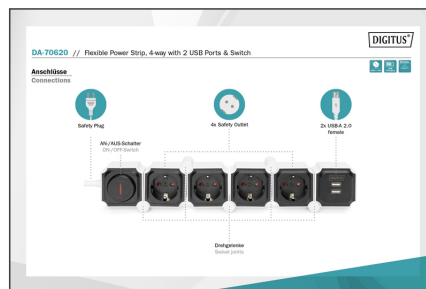 DIGITUS®
DA-70620 // Flexible Power Strip, 4-way with 2 USB Ports & Switch
Anschlüsse
Connections
Safety Plug
4x Safety Outlet
2x USB-A 2.0
female
AN-/AUS-Schalter
ON-/OFF-Switch
Drehgelenke
Swivel joints